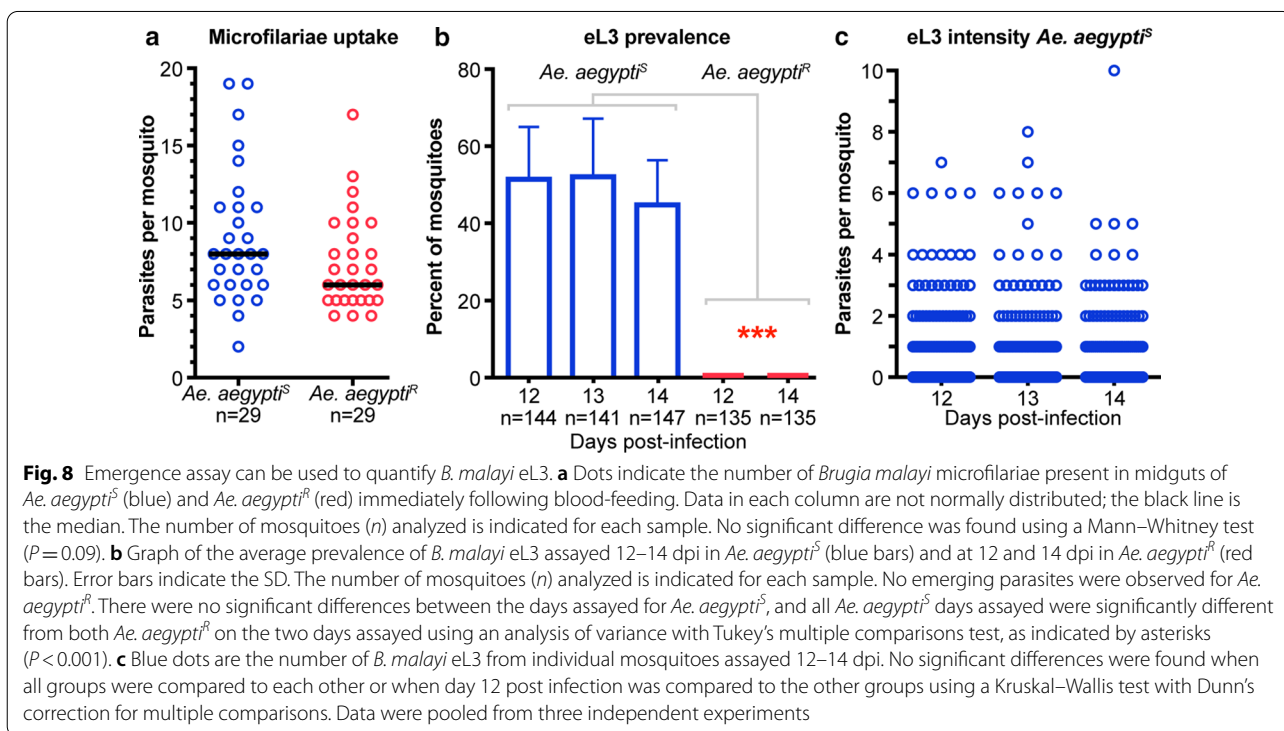 a Microfilariae uptake
Parasites per mosquito
20
15
10
5
0
Ae. aegyptiS Ae. aegyptiR
n=29 n=29
b eL3 prevalence
Ae. aegyptiS Ae. aegyptiR
Percent of mosquitoes
80
60
40
20
0
***
12 13 14 12 14
n=144 n=141 n=147 n=135 n=135
Days post-infection
c eL3 intensity Ae. aegyptiS
Parasites per mosquito
10
8
6
4
2
0
12 13 14
Days post-infection
Fig. 8 Emergence assay can be used to quantify B. malayi eL3. a Dots indicate the number of Brugia malayi microfilariae present in midguts of
Ae. aegyptiS (blue) and Ae. aegyptiR (red) immediately following blood-feeding. Data in each column are not normally distributed; the black line is
the median. The number of mosquitoes (n) analyzed is indicated for each sample. No significant difference was found using a Mann–Whitney test
(P = 0.09). b Graph of the average prevalence of B. malayi eL3 assayed 12–14 dpi in Ae. aegyptiS (blue bars) and at 12 and 14 dpi in Ae. aegyptiR (red
bars). Error bars indicate the SD. The number of mosquitoes (n) analyzed is indicated for each sample. No emerging parasites were observed for Ae.
aegyptiR. There were no significant differences between the days assayed for Ae. aegyptiS, and all Ae. aegyptiS days assayed were significantly different
from both Ae. aegyptiR on the two days assayed using an analysis of variance with Tukey's multiple comparisons test, as indicated by asterisks
(P < 0.001). c Blue dots are the number of B. malayi eL3 from individual mosquitoes assayed 12–14 dpi. No significant differences were found when
all groups were compared to each other or when day 12 post infection was compared to the other groups using a Kruskal–Wallis test with Dunn's
correction for multiple comparisons. Data were pooled from three independent experiments